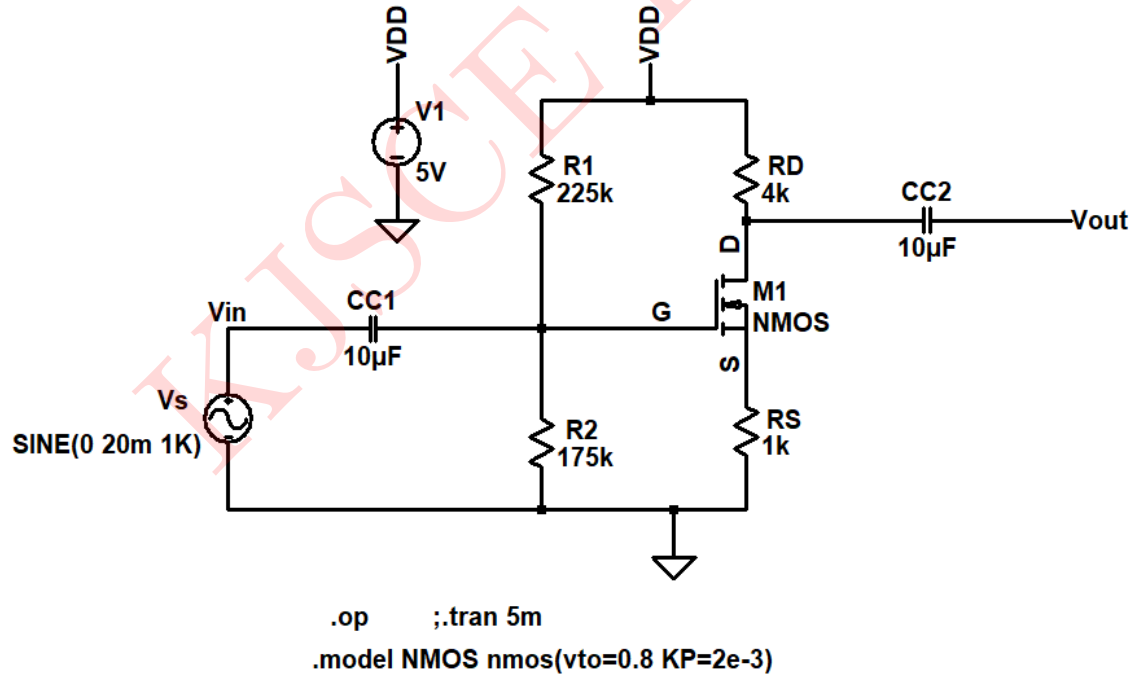 VDD
VDD
V1
5V
R1
225k
RD
4k
CC2
10µF
Vout
D
M1
NMOS
G
S
Vin
CC1
10µF
Vs
SINE(0 20m 1K)
R2
175k
RS
1k
.op ;.tran 5m
.model NMOS nmos(vto=0.8 KP=2e-3)
KJSCE